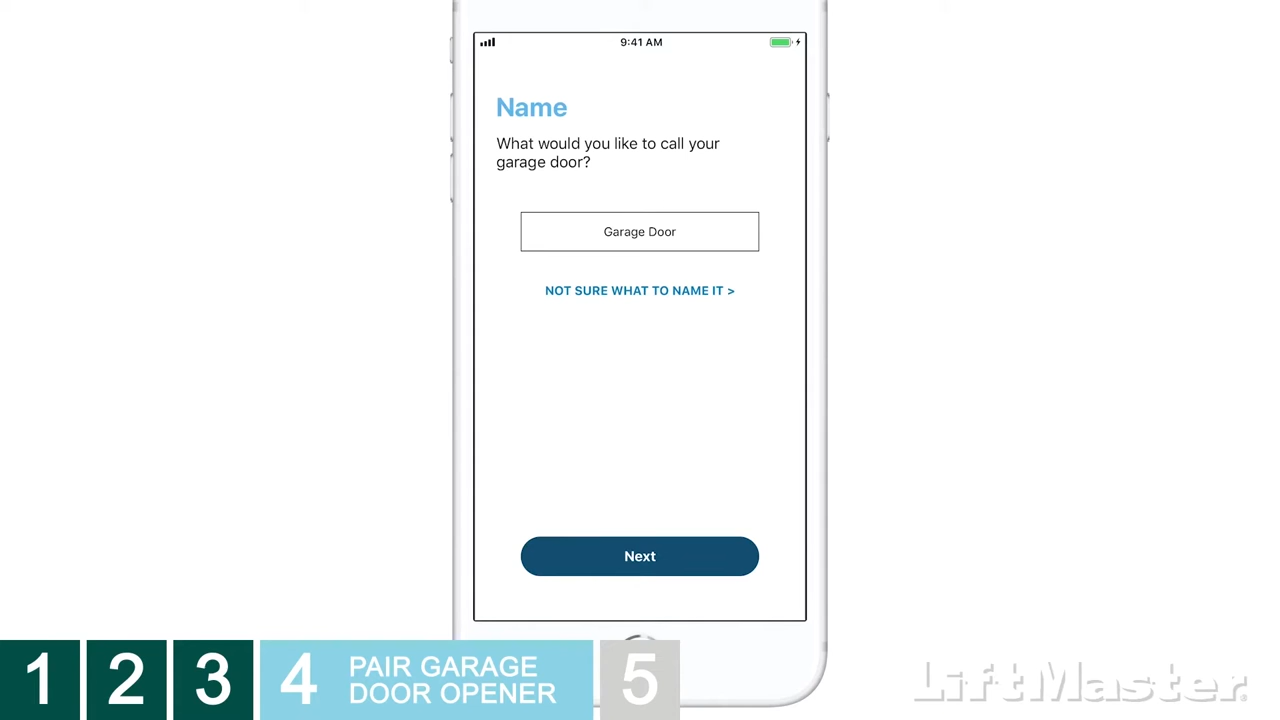 9:41 AM
Name
What would you like to call your
garage door?
Garage Door
NOT SURE WHAT TO NAME IT >
Next
1 2 3 4 PAIR GARAGE
DOOR OPENER 5
LiftMaster®